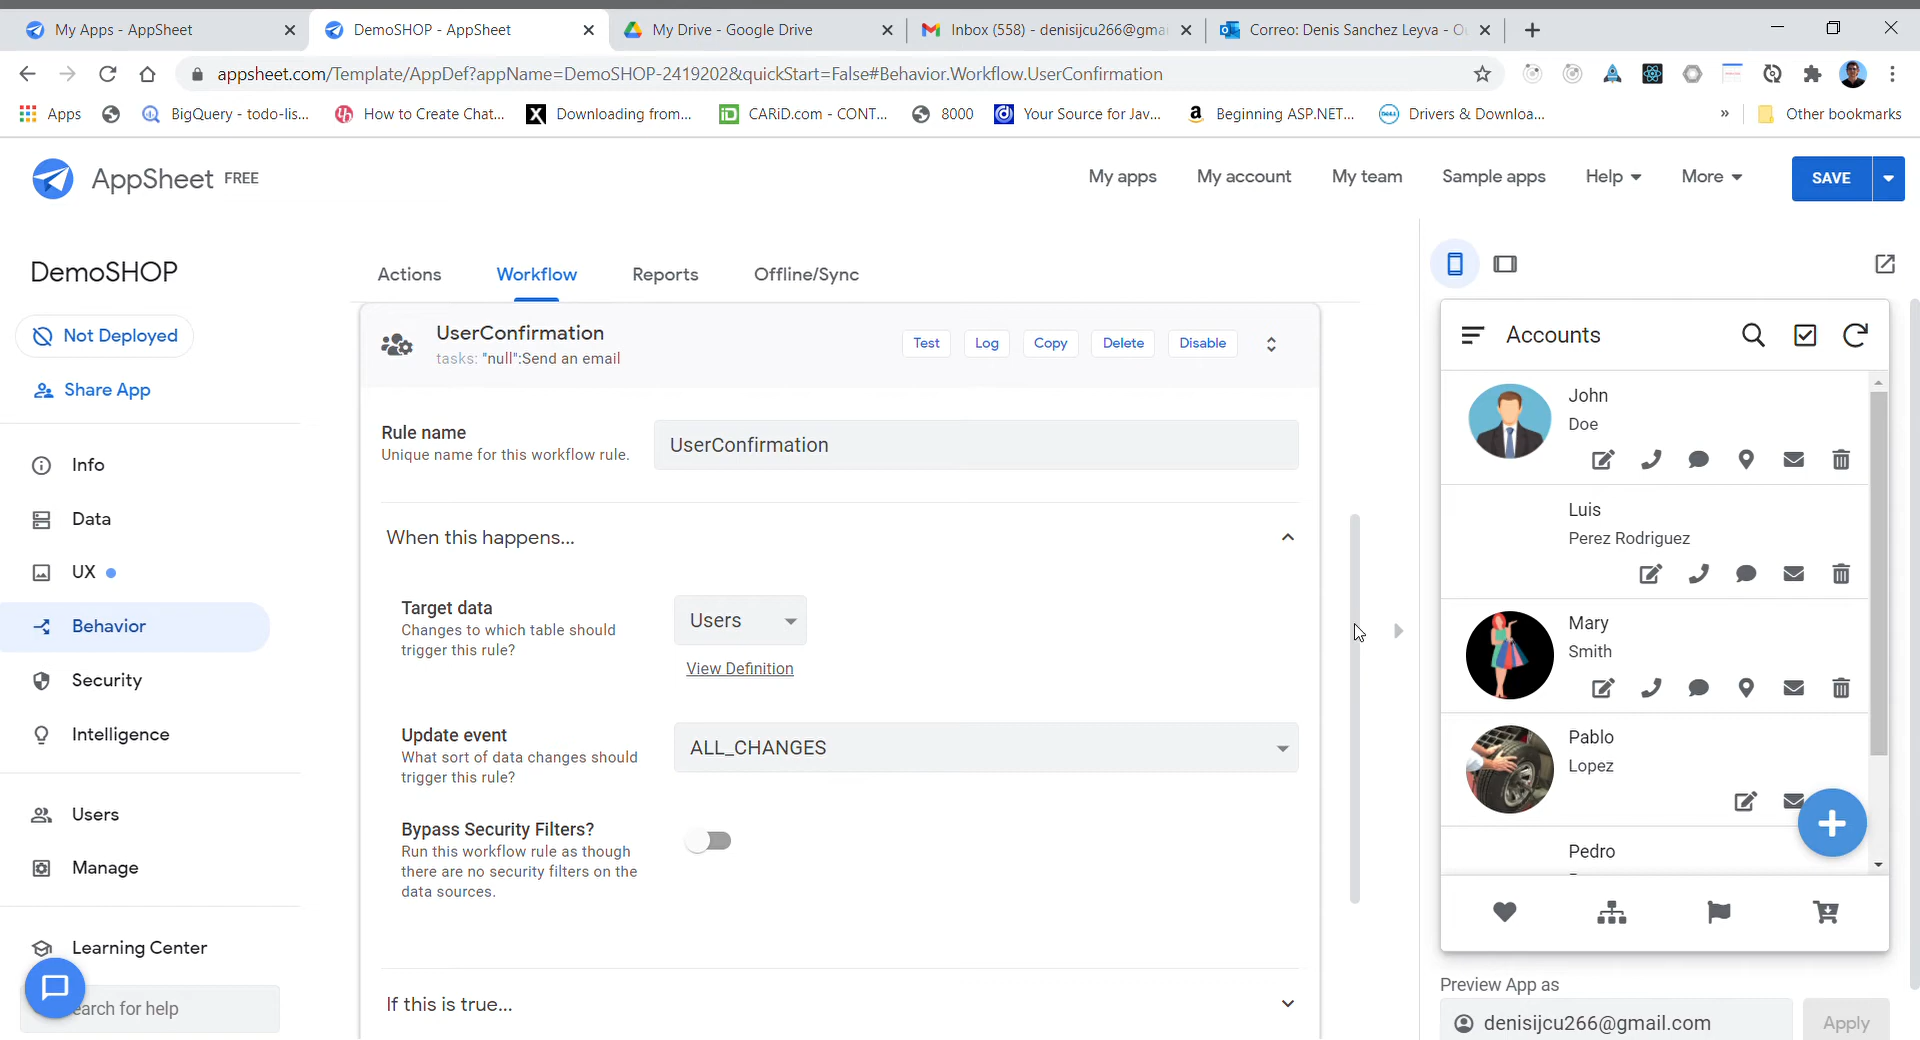 My Apps - AppSheet
DemoSHOP - AppSheet
My Drive - Google Drive
Inbox (558) - denisijcu266@gma
Correo: Denis Sanchez Leyva - O
appsheet.com/Template/AppDef?appName=DemoSHOP-2419202&quickStart=False#Behavior.Workflow.UserConfirmation
Apps
BigQuery - todo-lis...
How to Create Chat...
Downloading from...
CARiD.com - CONT...
8000
Your Source for Jav...
Beginning ASP.NET...
Drivers & Downloa...
»
Other bookmarks
AppSheet FREE
My apps
My account
My team
Sample apps
Help
More
SAVE
DemoSHOP
Not Deployed
Share App
Info
Data
UX
Behavior
Security
Intelligence
Users
Manage
Learning Center
earch for help
Actions
Workflow
Reports
Offline/Sync
UserConfirmation
tasks: "null":Send an email
Test
Log
Copy
Delete
Disable
Rule name
Unique name for this workflow rule.
UserConfirmation
When this happens...
Target data
Changes to which table should
trigger this rule?
Users
View Definition
Update event
What sort of data changes should
trigger this rule?
ALL_CHANGES
Bypass Security Filters?
Run this workflow rule as though
there are no security filters on the
data sources.
If this is true...
Accounts
John
Doe
Luis
Perez Rodriguez
Mary
Smith
Pablo
Lopez
Pedro
Preview App as
denisijcu266@gmail.com
Apply